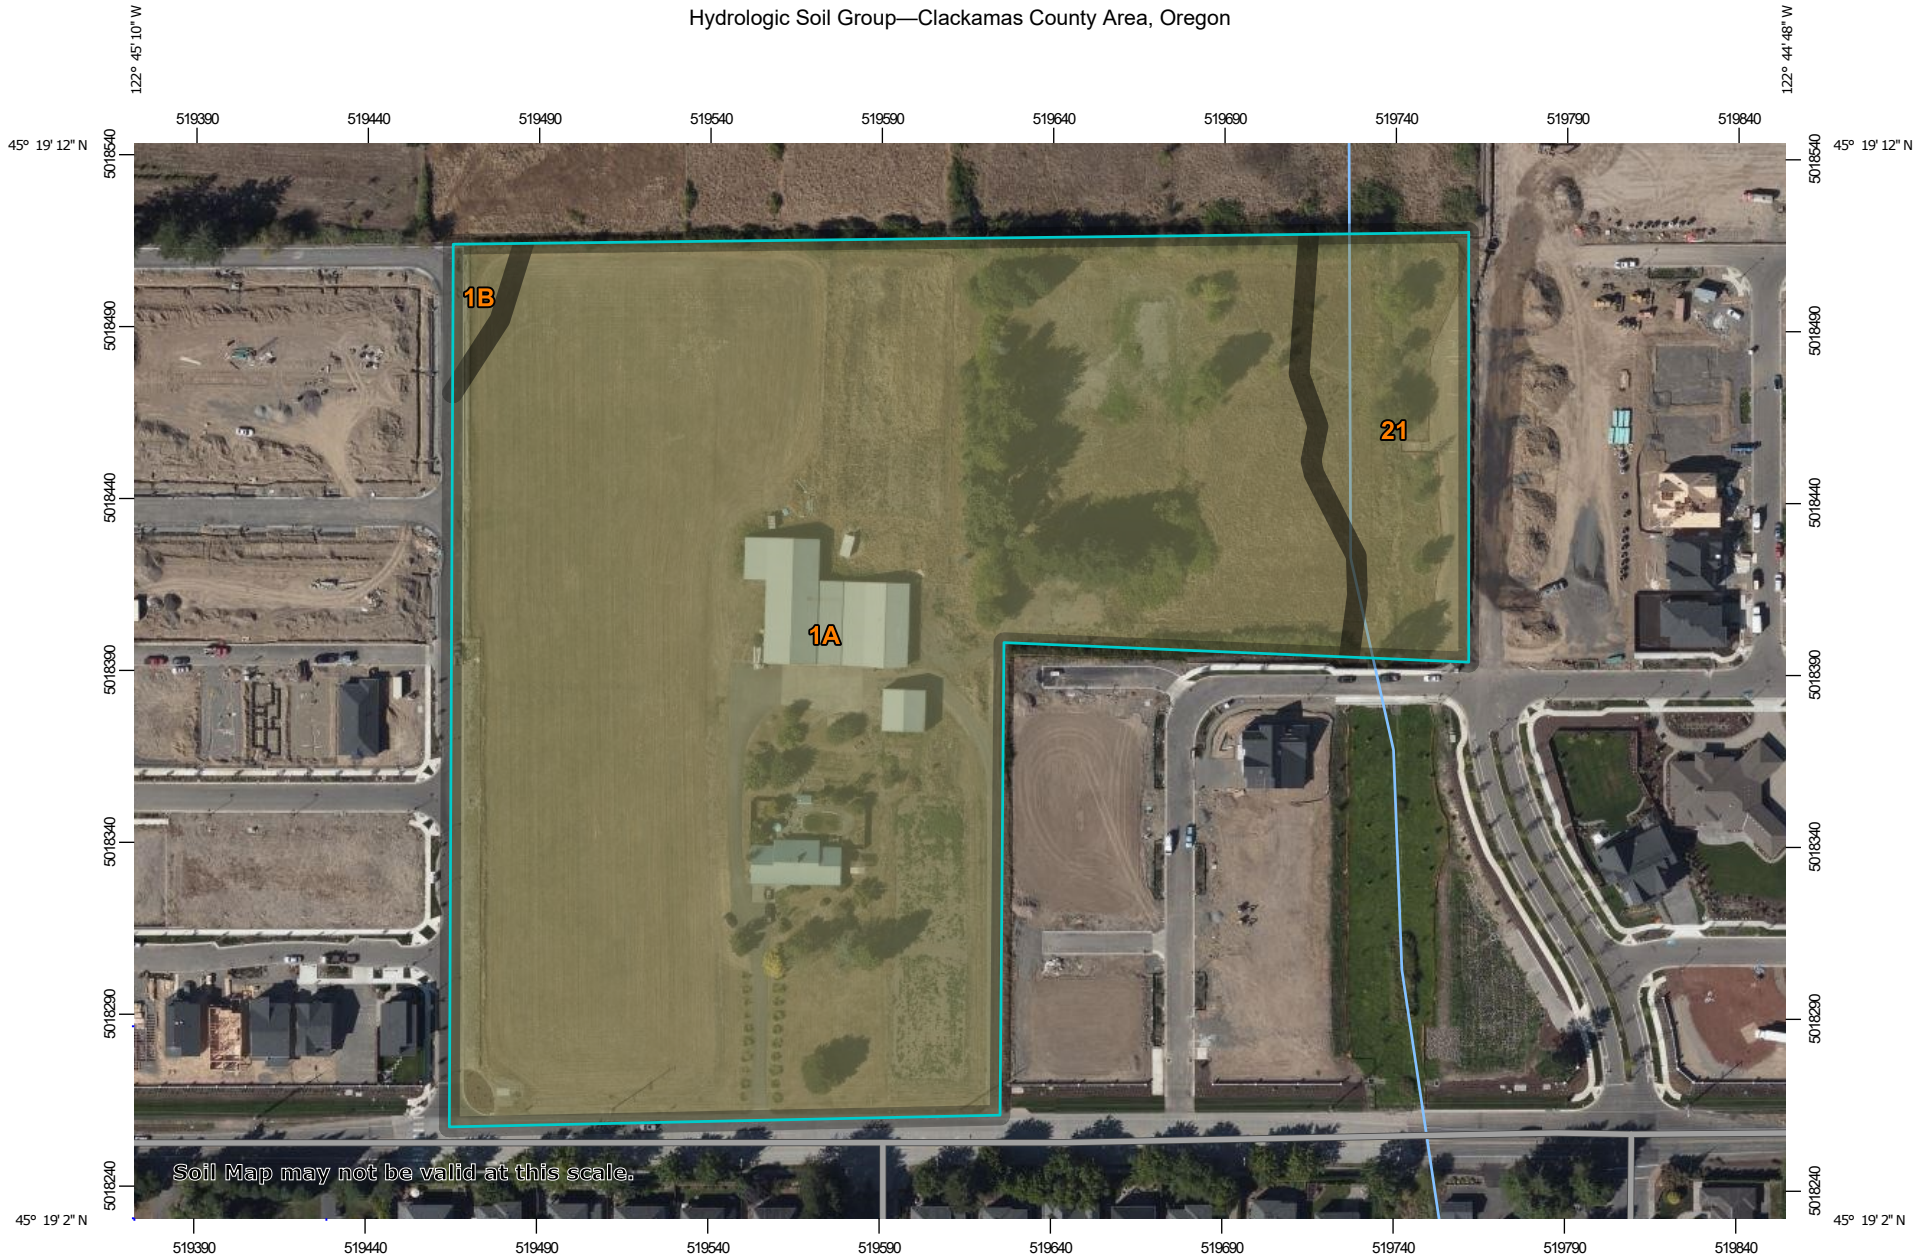 Hydrologic Soil Group—Clackamas County Area, Oregon
122° 45' 10" W
122° 44' 48" W
519390 519440 519490 519540 519590 519640 519690 519740 519790 519840
45° 19' 12" N
45° 19' 12" N
5018540
5018540
5018490
5018490
5018440
5018440
5018390
5018390
5018340
5018340
5018290
5018290
5018240
5018240
1B
21
1A
Soil Map may not be valid at this scale.
45° 19' 2" N
45° 19' 2" N
519390 519440 519490 519540 519590 519640 519690 519740 519790 519840